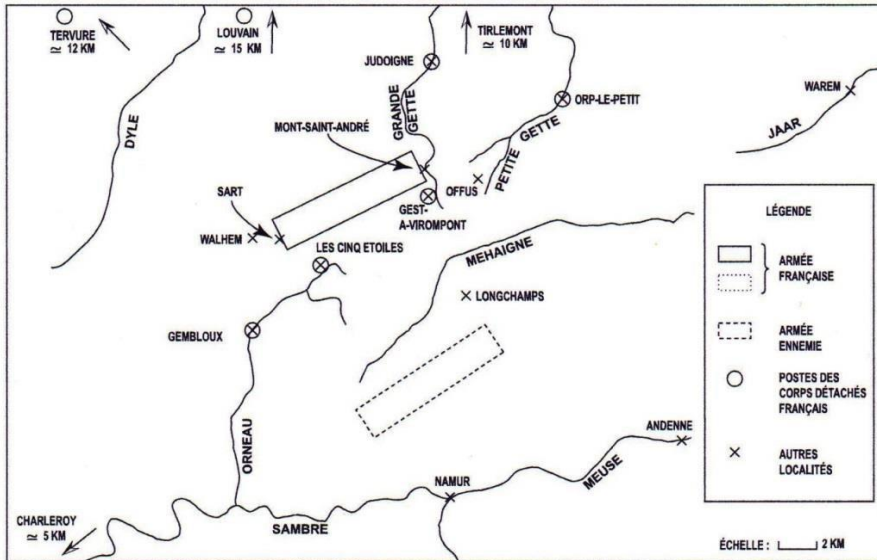 TERVURE
≃ 12 KM
LOUVAIN
≃ 15 KM
TIRLEMONT
≃ 10 KM
JUDOIGNE
ORP-LE-PETIT
WAREM
DYLE
GRANDE
GETTE
MONT-SAINT-ANDRÉ
PETITE
GETTE
JAAR
OFFUS
SART
GEST-
A-VIROMPONT
WALHEM
LES CINQ ETOILES
MEHAIGNE
LONGCHAMPS
GEMBLOUX
ORNEAU
ANDENNE
NAMUR
MEUSE
SAMBRE
CHARLEROY
≃ 5 KM
LÉGENDE
ARMÉE
FRANÇAISE
ARMÉE
ENNEMIE
POSTES DES
CORPS DÉTACHÉS
FRANÇAIS
AUTRES
LOCALITÉS
ÉCHELLE : 2 KM